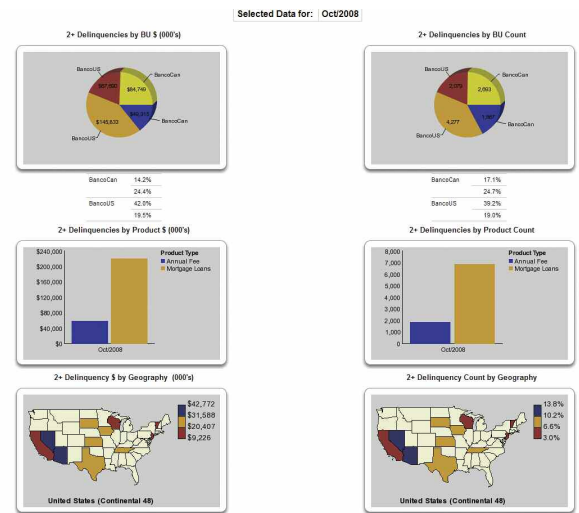 Selected Data for: Oct/2008
2+ Delinquencies by BU $ (000's)
2+ Delinquencies by BU Count
BancoUS
BancoCan
$84,749
BancoCan
$145,833
BancoUS
BancoUS
BancoCan
2,693
BancoCan
4,277
BancoUS
BancoCan 14.2%
24.4%
BancoUS 42.0%
19.5%
BancoCan 17.1%
24.7%
BancoUS 39.2%
19.0%
2+ Delinquencies by Product $ (000's)
2+ Delinquencies by Product Count
$240,000
$200,000
$160,000
$120,000
$80,000
$40,000
$0
Oct/2008
Product Type
Annual Fee
Mortgage Loans
8,000
7,000
6,000
5,000
4,000
3,000
2,000
1,000
0
Oct/2008
Product Type
Annual Fee
Mortgage Loans
2+ Delinquency $ by Geography (000's)
2+ Delinquency Count by Geography
$42,772
$31,588
$20,407
$9,226
United States (Continental 48)
13.8%
10.2%
6.6%
3.0%
United States (Continental 48)